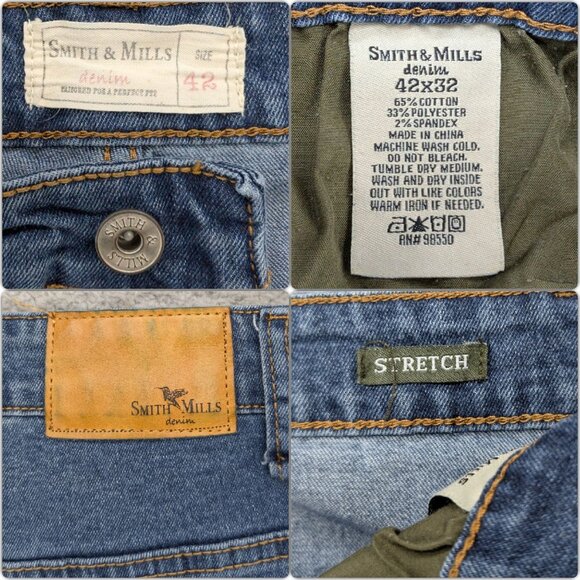 SMITH & MILLS
denim
TAILORED FOR A PERFECT FIT
SIZE
42
SMITH &
MILLS
SMITH & MILLS
denim
42x32
65% COTTON
33% POLYESTER
2% SPANDEX
MADE IN CHINA
MACHINE WASH COLD.
DO NOT BLEACH.
TUMBLE DRY MEDIUM.
WASH AND DRY INSIDE
OUT WITH LIKE COLORS
WARM IRON IF NEEDED.
RN# 98550
SMITH MILLS
denim
STRETCH